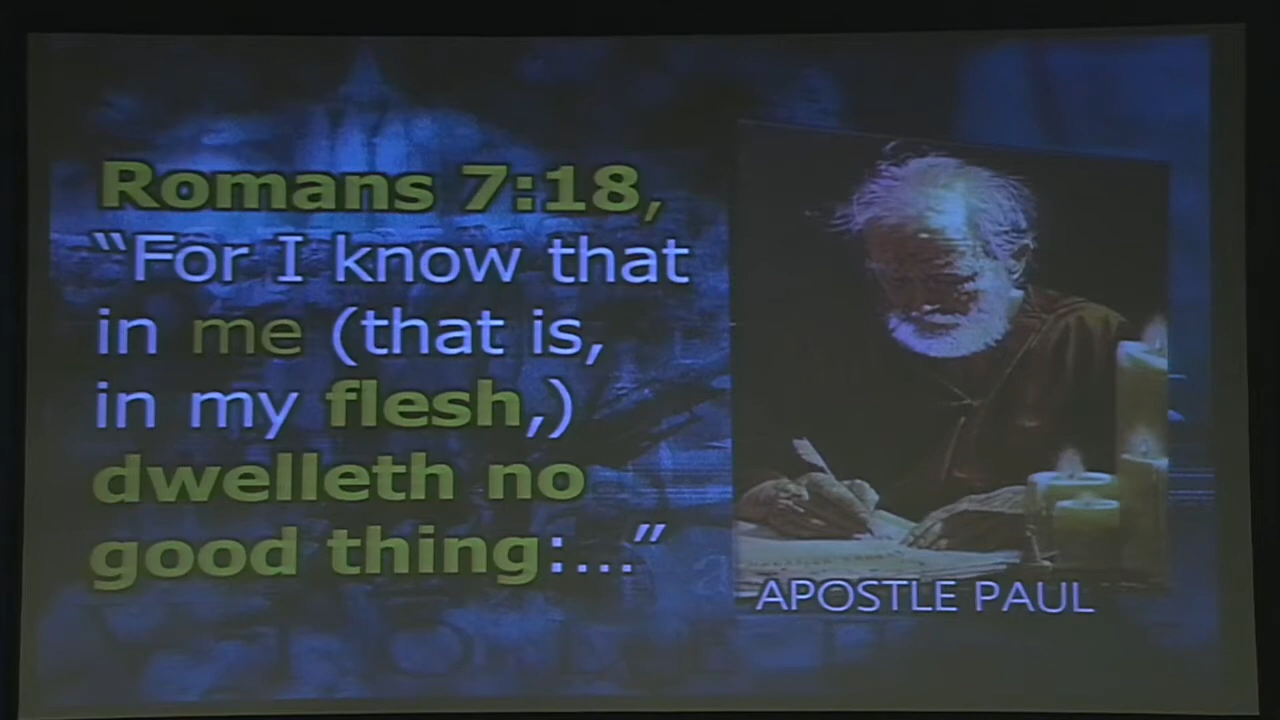 Romans 7:18,
“For I know that
in me (that is,
in my flesh,)
dwelleth no
good thing:...”
APOSTLE PAUL